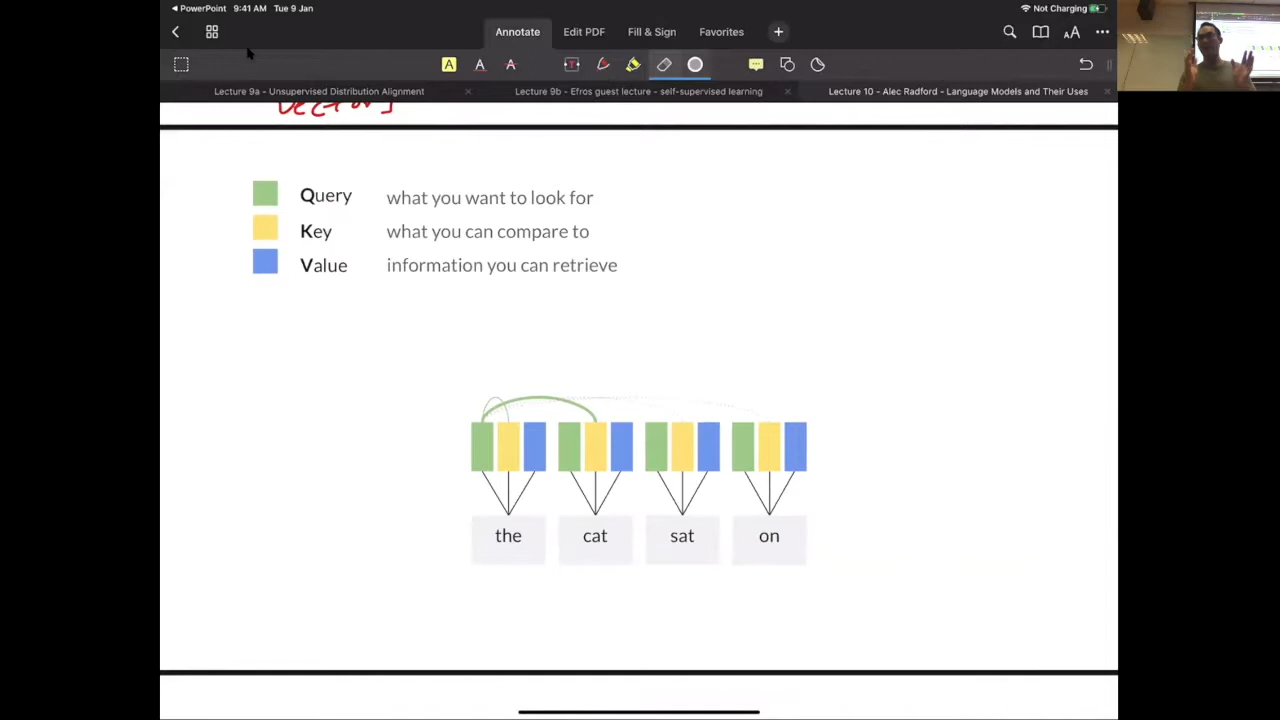 PowerPoint 9:41 AM Tue 9 Jan Not Charging
Annotate Edit PDF Fill & Sign Favorites
Lecture 9a - Unsupervised Distribution Alignment Lecture 9b - Efros guest lecture - self-supervised learning Lecture 10 - Alec Radford - Language Models and Their Uses
Query what you want to look for
Key what you can compare to
Value information you can retrieve
the cat sat on